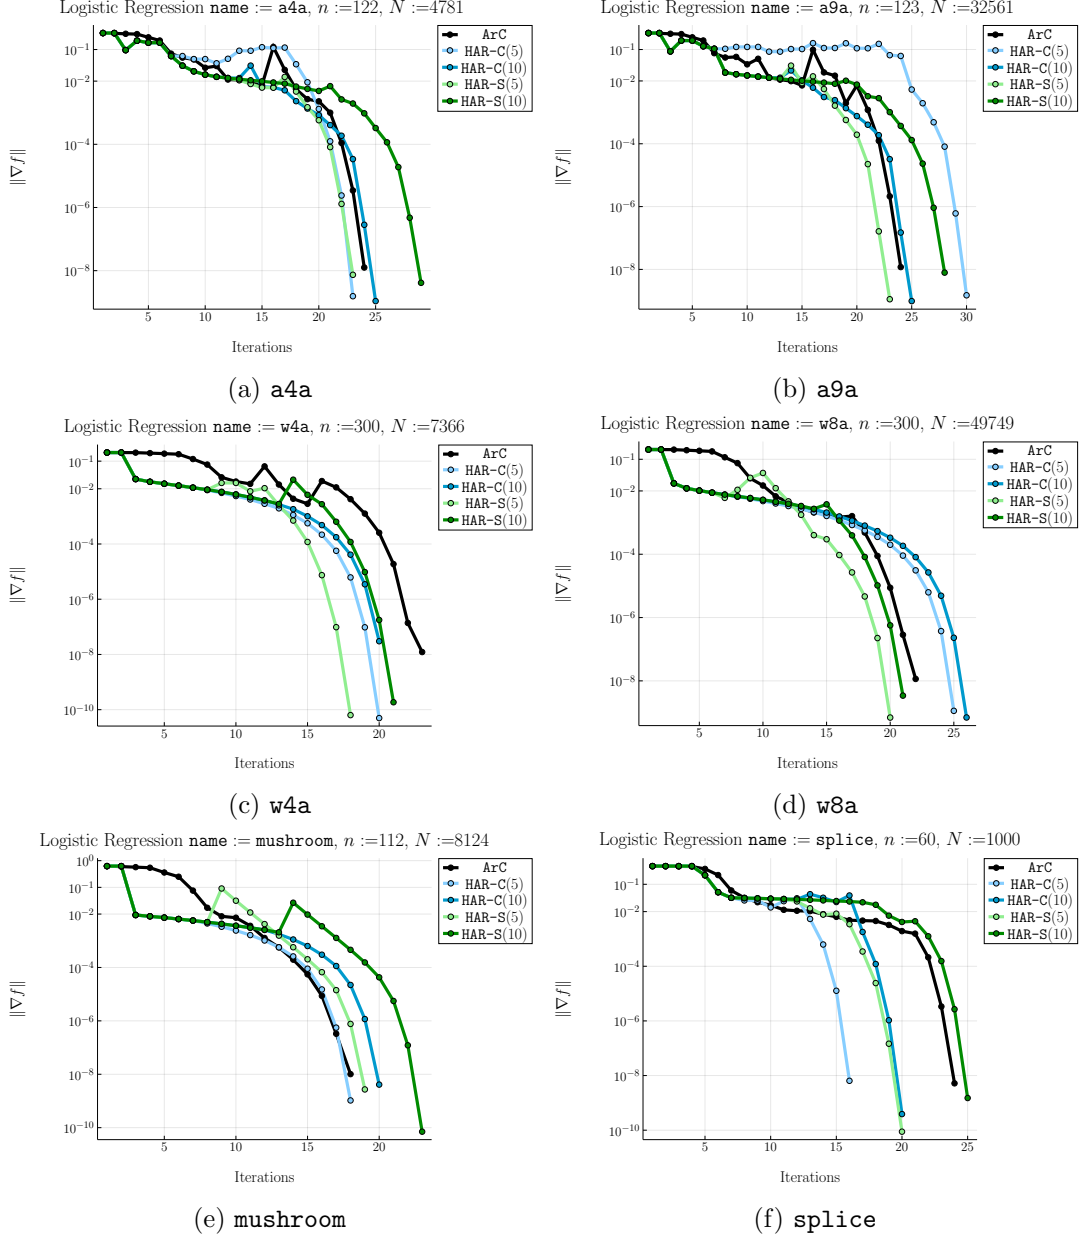 Logistic Regression name := a4a, n :=122, N :=4781
10⁻¹
10⁻²
10⁻⁴
10⁻⁶
10⁻⁸
‖∇f‖
5 10 15 20 25
Iterations
ArC
HAR-C(5)
HAR-C(10)
HAR-S(5)
HAR-S(10)
(a) a4a
Logistic Regression name := a9a, n :=123, N :=32561
10⁻¹
10⁻²
10⁻⁴
10⁻⁶
10⁻⁸
‖∇f‖
5 10 15 20 25 30
Iterations
ArC
HAR-C(5)
HAR-C(10)
HAR-S(5)
HAR-S(10)
(b) a9a
Logistic Regression name := w4a, n :=300, N :=7366
10⁻¹
10⁻²
10⁻⁴
10⁻⁶
10⁻⁸
10⁻¹⁰
‖∇f‖
5 10 15 20
Iterations
ArC
HAR-C(5)
HAR-C(10)
HAR-S(5)
HAR-S(10)
(c) w4a
Logistic Regression name := w8a, n :=300, N :=49749
10⁻¹
10⁻²
10⁻⁴
10⁻⁶
10⁻⁸
‖∇f‖
5 10 15 20 25
Iterations
ArC
HAR-C(5)
HAR-C(10)
HAR-S(5)
HAR-S(10)
(d) w8a
Logistic Regression name := mushroom, n :=112, N :=8124
10⁰
10⁻¹
10⁻²
10⁻⁴
10⁻⁶
10⁻⁸
10⁻¹⁰
‖∇f‖
5 10 15 20
Iterations
ArC
HAR-C(5)
HAR-C(10)
HAR-S(5)
HAR-S(10)
(e) mushroom
Logistic Regression name := splice, n :=60, N :=1000
10⁻¹
10⁻²
10⁻⁴
10⁻⁶
10⁻⁸
10⁻¹⁰
‖∇f‖
5 10 15 20 25
Iterations
ArC
HAR-C(5)
HAR-C(10)
HAR-S(5)
HAR-S(10)
(f) splice